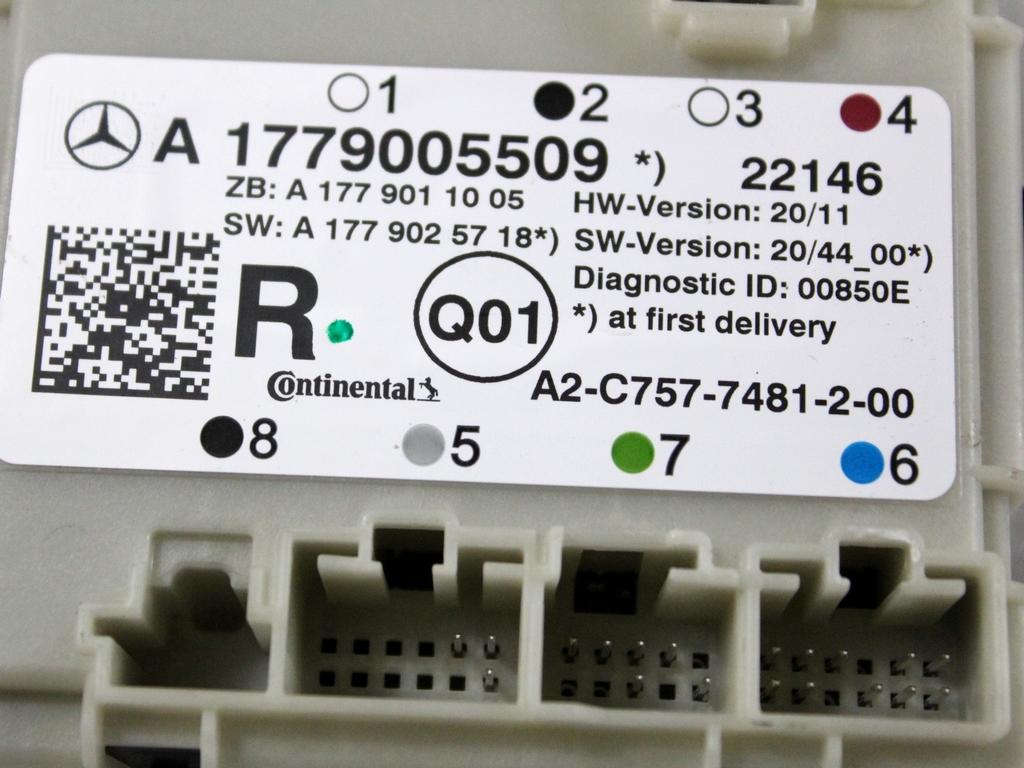 1 2 3 4
A 1779005509 *) 22146
ZB: A 177 901 10 05
HW-Version: 20/11
SW: A 177 902 57 18*)
SW-Version: 20/44_00*)
Diagnostic ID: 00850E
*) at first delivery
R
Q01
Continental
A2-C757-7481-2-00
8 5 7 6